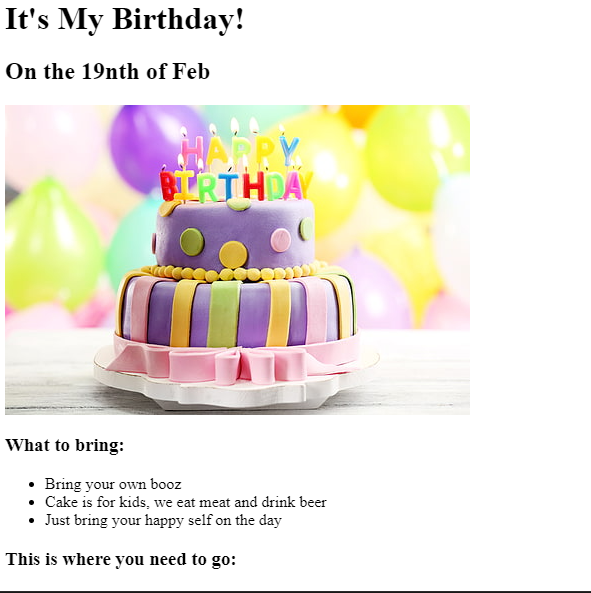 It's My Birthday!
On the 19nth of Feb
HAPPY
BIRTHDAY
What to bring:
Bring your own booz
Cake is for kids, we eat meat and drink beer
Just bring your happy self on the day
This is where you need to go: